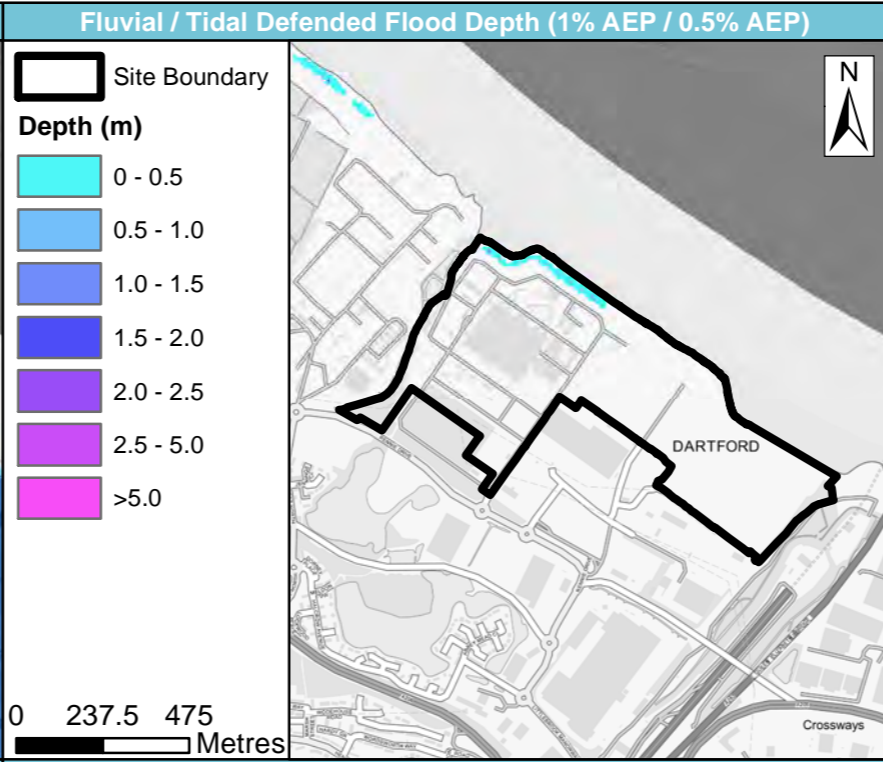 Fluvial / Tidal Defended Flood Depth (1% AEP / 0.5% AEP)
Site Boundary
Depth (m)
0 - 0.5
0.5 - 1.0
1.0 - 1.5
1.5 - 2.0
2.0 - 2.5
2.5 - 5.0
>5.0
0 237.5 475
Metres
N
DARTFORD
Crossways